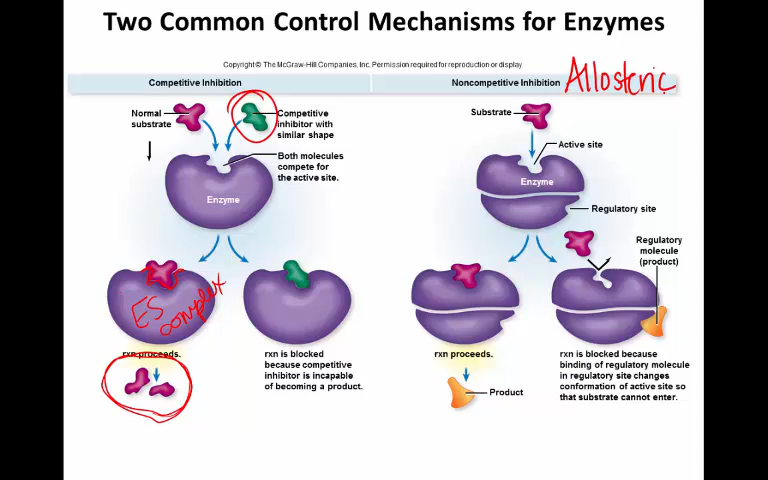 Two Common Control Mechanisms for Enzymes
Copyright © The McGraw-Hill Companies, Inc. Permission required for reproduction or display.
Competitive Inhibition
Noncompetitive Inhibition
Allosteric
Normal
substrate
Competitive
inhibitor with
similar shape
Both molecules
compete for
the active site.
Enzyme
ES
complex
rxn proceeds.
rxn is blocked
because competitive
inhibitor is incapable
of becoming a product.
Substrate
Active site
Enzyme
Regulatory site
Regulatory
molecule
(product)
rxn proceeds.
Product
rxn is blocked because
binding of regulatory molecule
in regulatory site changes
conformation of active site so
that substrate cannot enter.